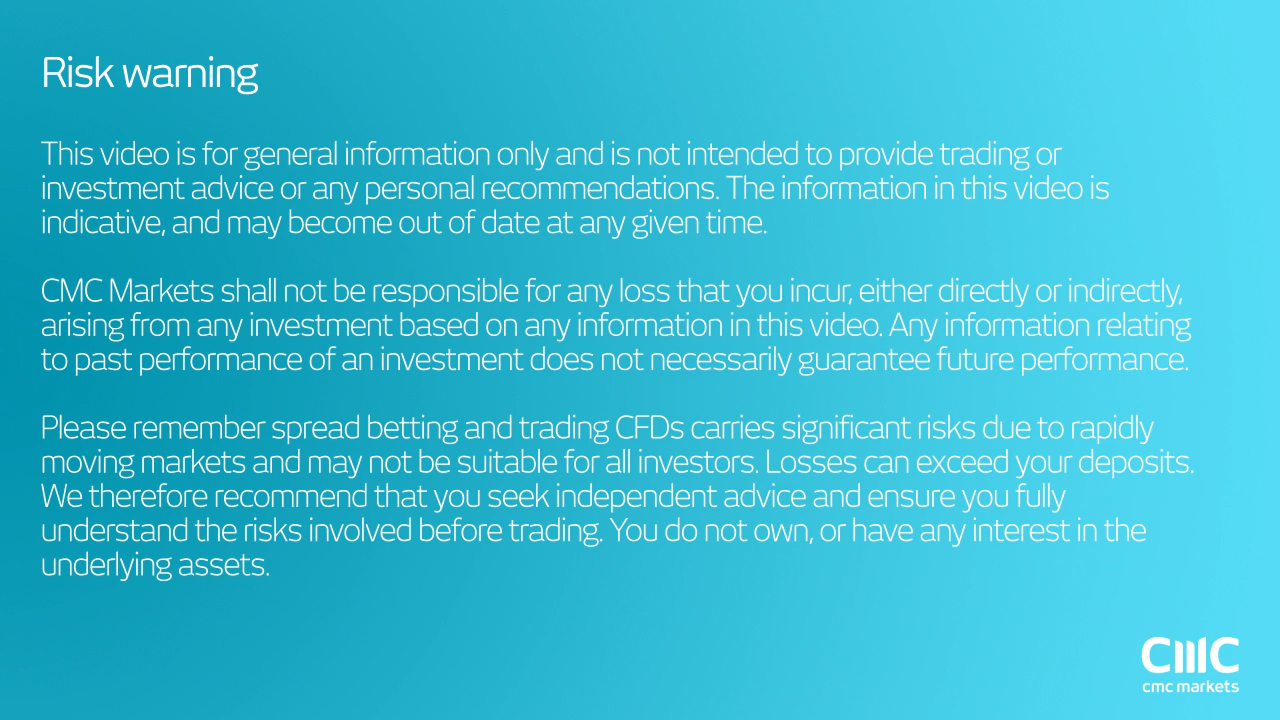 Risk warning
This video is for general information only and is not intended to provide trading or
investment advice or any personal recommendations. The information in this video is
indicative, and may become out of date at any given time.
CMC Markets shall not be responsible for any loss that you incur, either directly or indirectly,
arising from any investment based on any information in this video. Any information relating
to past performance of an investment does not necessarily guarantee future performance.
Please remember spread betting and trading CFDs carries significant risks due to rapidly
moving markets and may not be suitable for all investors. Losses can exceed your deposits.
We therefore recommend that you seek independent advice and ensure you fully
understand the risks involved before trading. You do not own, or have any interest in the
underlying assets.
CMC
cmc markets